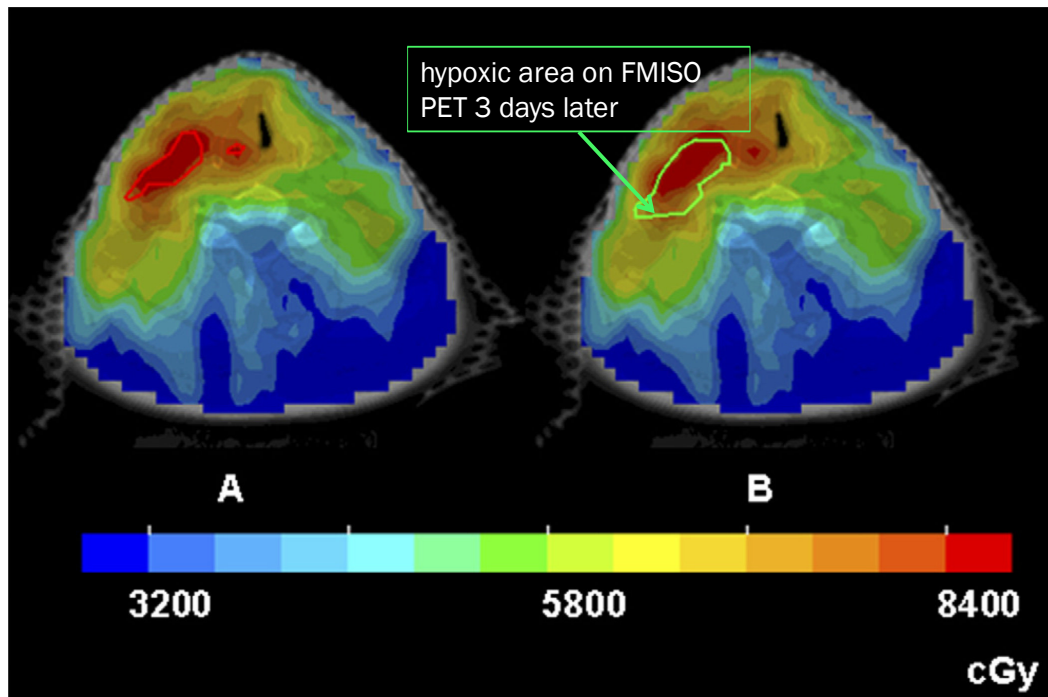 hypoxic area on FMISO
PET 3 days later
A
B
3200
5800
8400
cGy